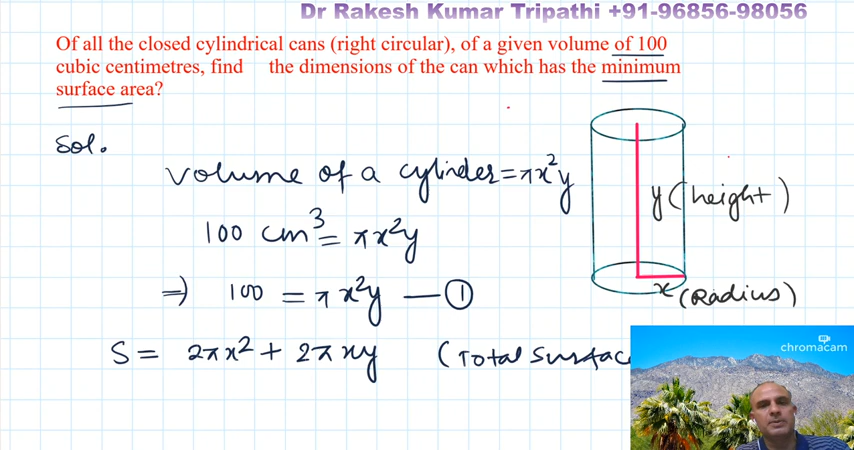 Dr Rakesh Kumar Tripathi +91-96856-98056
Of all the closed cylindrical cans (right circular), of a given volume of 100
cubic centimetres, find the dimensions of the can which has the minimum
surface area?
Sol.
Volume of a cylinder = πx²y
100 cm³ = πx²y
⇒ 100 = πx²y — ①
S = 2πx² + 2πxy (Total Surface
y (height)
x (Radius)
chromacam